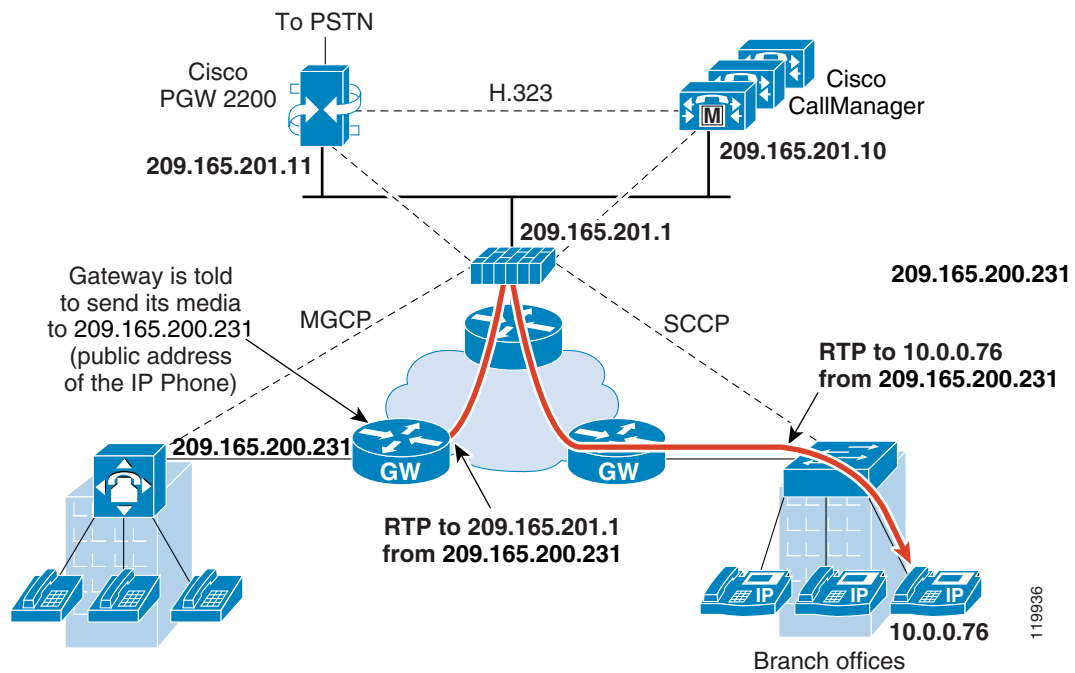 To PSTN
Cisco
PGW 2200
H.323
M
Cisco
CallManager
209.165.201.11
209.165.201.10
209.165.201.1
Gateway is told
to send its media
to 209.165.200.231
(public address
of the IP Phone)
MGCP
SCCP
209.165.200.231
RTP to 10.0.0.76
from 209.165.200.231
209.165.200.231
GW
GW
RTP to 209.165.201.1
from 209.165.200.231
IP
IP
IP
10.0.0.76
Branch offices
119936